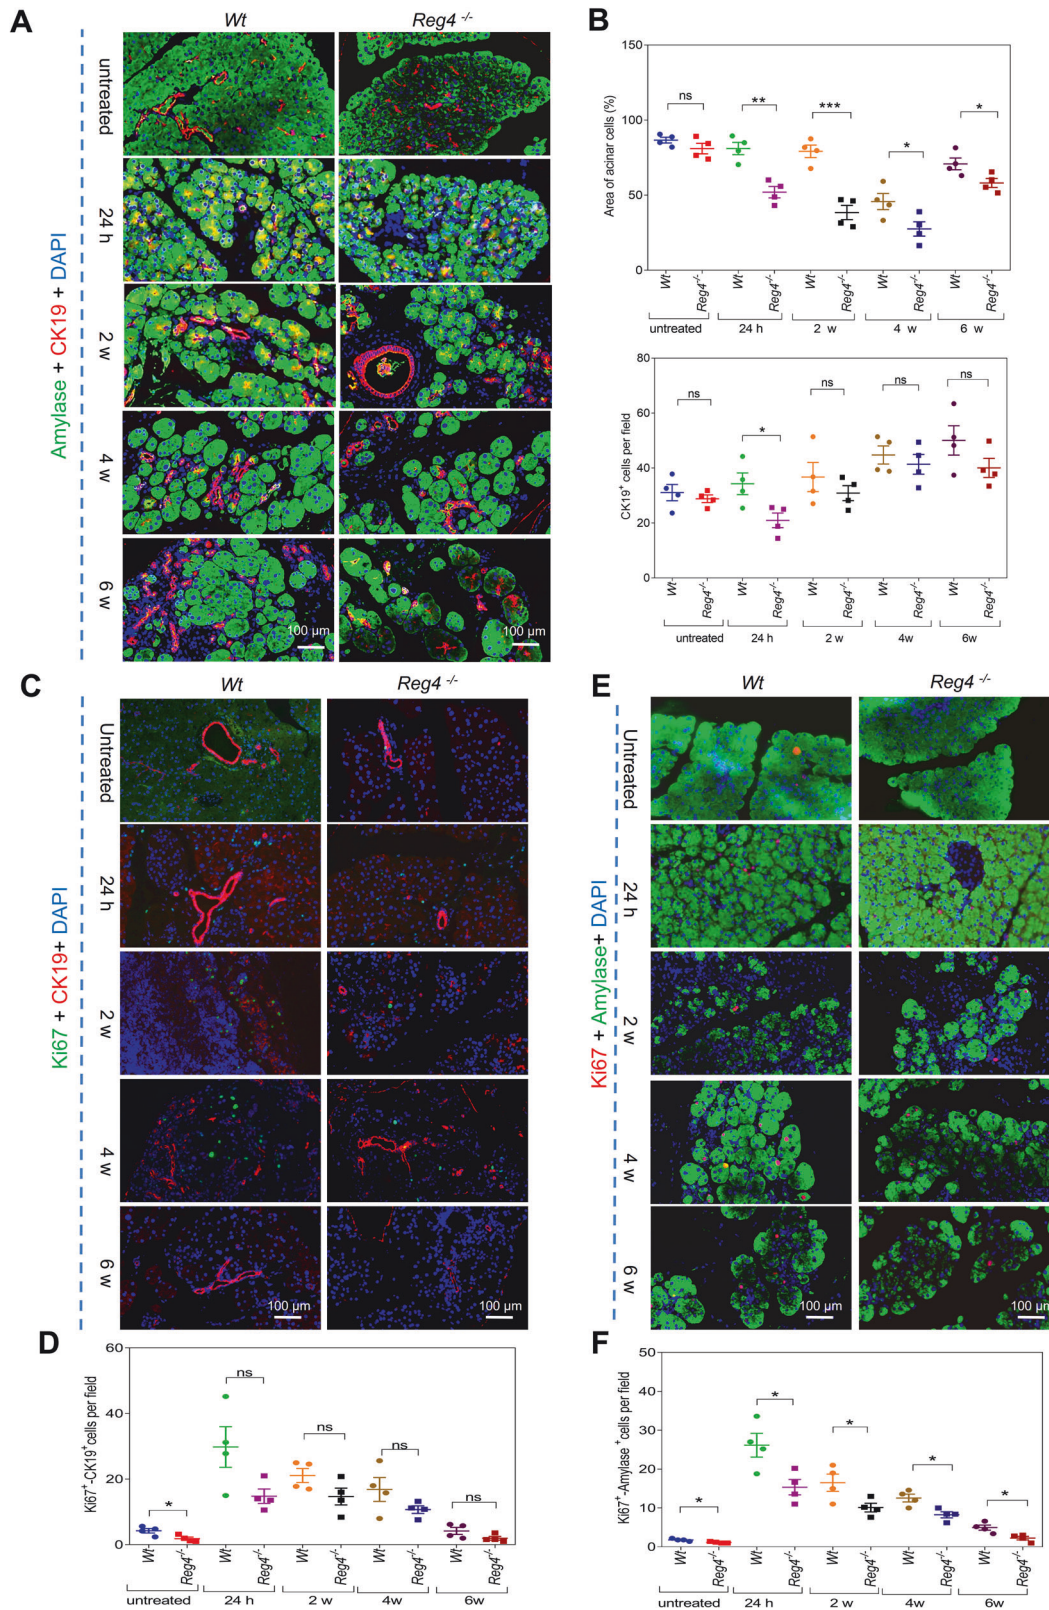 A
Wt
Reg4 -/-
Amylase + CK19 + DAPI
untreated
24 h
2 w
4 w
6 w
100 µm
100 µm
B
Area of acinar cells (%)
150
100
50
0
ns
**
***
*
*
Wt
Reg4-/-
Wt
Reg4-/-
Wt
Reg4-/-
Wt
Reg4-/-
Wt
Reg4-/-
untreated
24 h
2 w
4 w
6 w
CK19+ cells per field
80
60
40
20
0
ns
*
ns
ns
ns
Wt
Reg4-/-
Wt
Reg4-/-
Wt
Reg4-/-
Wt
Reg4-/-
Wt
Reg4-/-
untreated
24 h
2 w
4w
6w
C
Wt
Reg4 -/-
Ki67 + CK19+ DAPI
Untreated
24 h
2 w
4 w
6 w
100 µm
100 µm
E
Wt
Reg4 -/-
Ki67 + Amylase+ DAPI
Untreated
24 h
2 w
4 w
6 w
100 µm
100 µm
D
Ki67+-CK19+cells per field
60
40
20
0
*
ns
ns
ns
ns
Wt
Reg4-/-
Wt
Reg4-/-
Wt
Reg4-/-
Wt
Reg4-/-
Wt
Reg4-/-
untreated
24 h
2 w
4w
6w
F
Ki67+-Amylase +cells per field
50
40
30
20
10
0
*
*
*
*
*
Wt
Reg4-/-
Wt
Reg4-/-
Wt
Reg4-/-
Wt
Reg4-/-
Wt
Reg4-/-
untreated
24 h
2 w
4w
6w